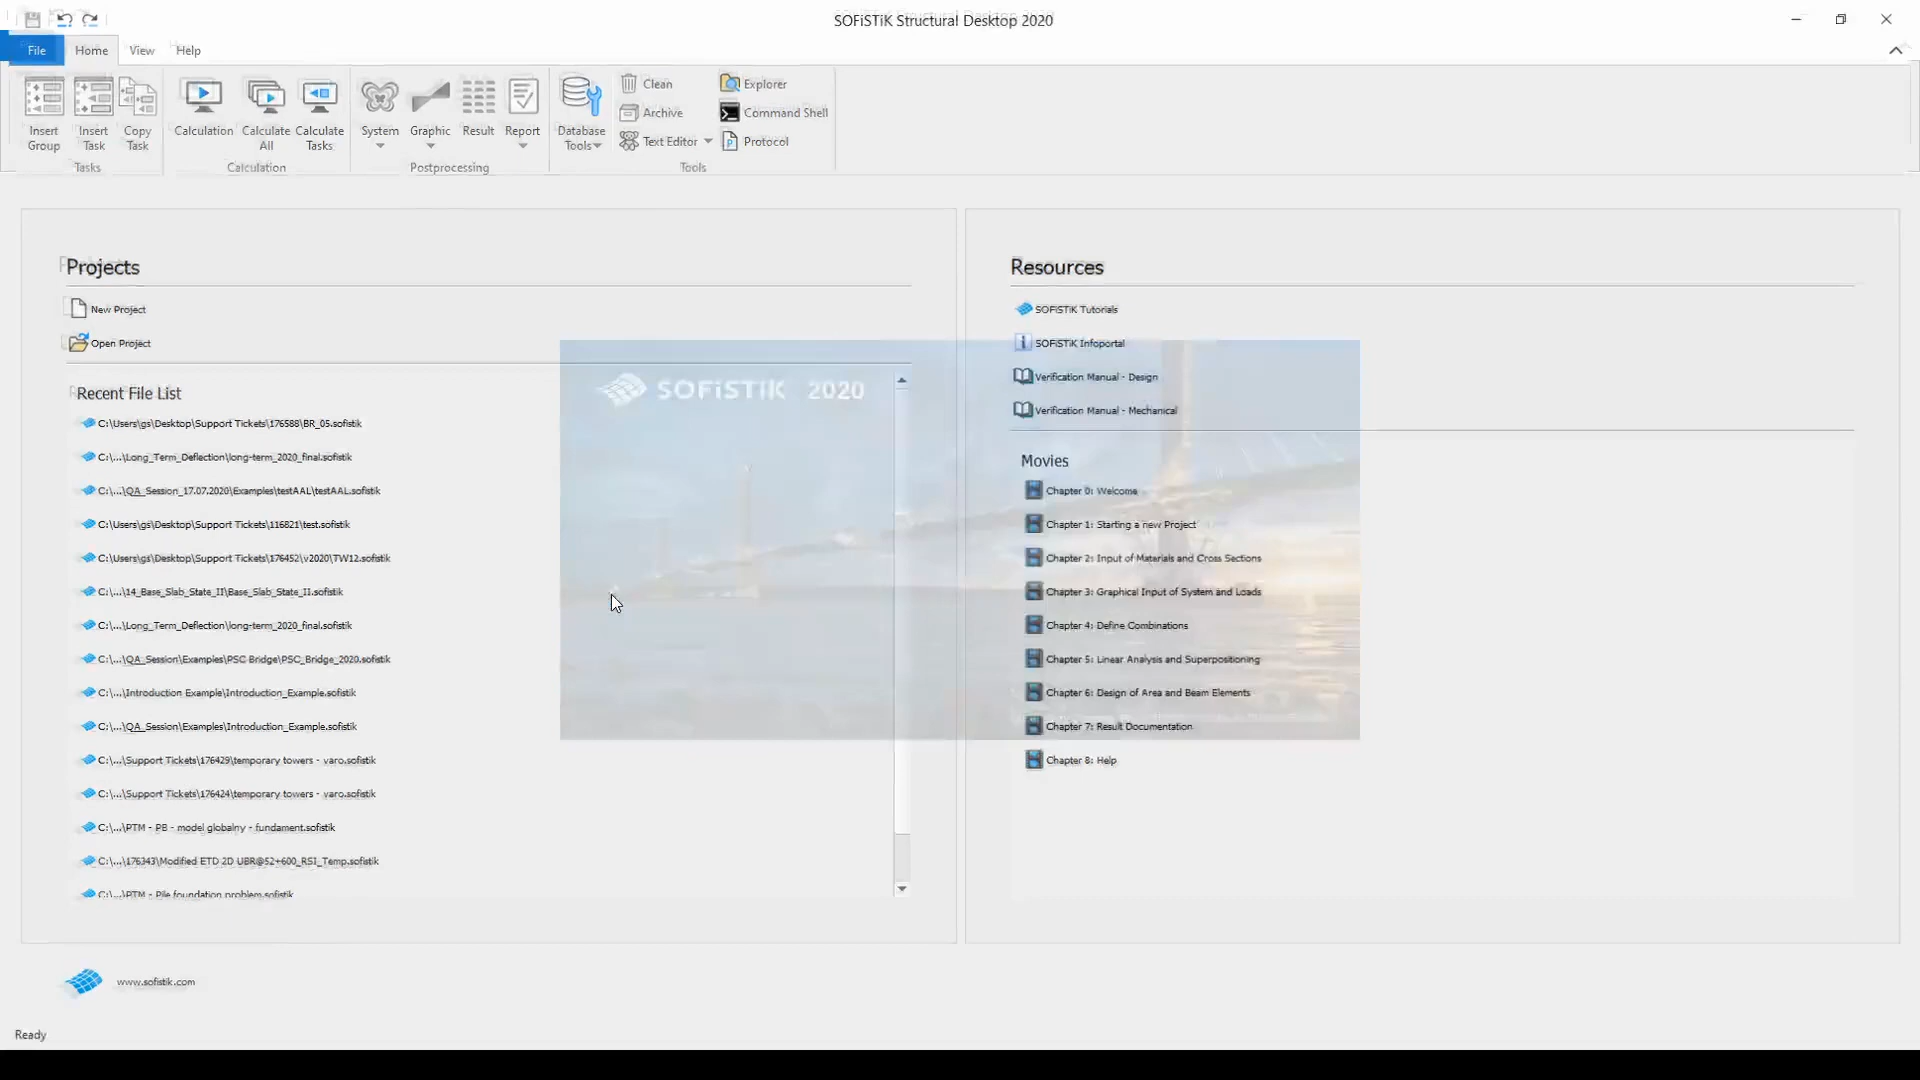 SOFiSTiK Structural Desktop 2020
File Home View Help
Insert Group
Insert Task
Copy Task
Tasks
Calculation
Calculate All
Calculate Tasks
Calculation
System
Graphic
Result
Report
Postprocessing
Database Tools
Clean
Archive
Text Editor
Explorer
Command Shell
Protocol
Tools
Projects
New Project
Open Project
Recent File List
C:\Users\gs\Desktop\Support Tickets\176588\BR_05.sofistik
C:\...\Long_Term_Deflection\long-term_2020_final.sofistik
C:\...\QA_Session_17.07.2020\Examples\testAAL\testAAL.sofistik
C:\Users\gs\Desktop\Support Tickets\116821\test.sofistik
C:\Users\gs\Desktop\Support Tickets\176452\v2020\TW12.sofistik
C:\...\14_Base_Slab_State_II\Base_Slab_State_II.sofistik
C:\...\Long_Term_Deflection\long-term_2020_final.sofistik
C:\...\QA_Session\Examples\PSC Bridge\PSC_Bridge_2020.sofistik
C:\...\Introduction Example\Introduction_Example.sofistik
C:\...\QA_Session\Examples\Introduction_Example.sofistik
C:\...\Support Tickets\176429\temporary towers - varo.sofistik
C:\...\Support Tickets\176424\temporary towers - varo.sofistik
C:\...\PTM - PB - model globalny - fundament.sofistik
C:\...\176343\Modified ETD 2D UBR@52+600_RSI_Temp.sofistik
C:\...\PTM - Pile foundation problem.sofistik
SOFiSTiK 2020
Resources
SOFiSTiK Tutorials
SOFiSTiK Infoportal
Verification Manual - Design
Verification Manual - Mechanical
Movies
Chapter 0: Welcome
Chapter 1: Starting a new Project
Chapter 2: Input of Materials and Cross Sections
Chapter 3: Graphical Input of System and Loads
Chapter 4: Define Combinations
Chapter 5: Linear Analysis and Superpositioning
Chapter 6: Design of Area and Beam Elements
Chapter 7: Result Documentation
Chapter 8: Help
www.sofistik.com
Ready